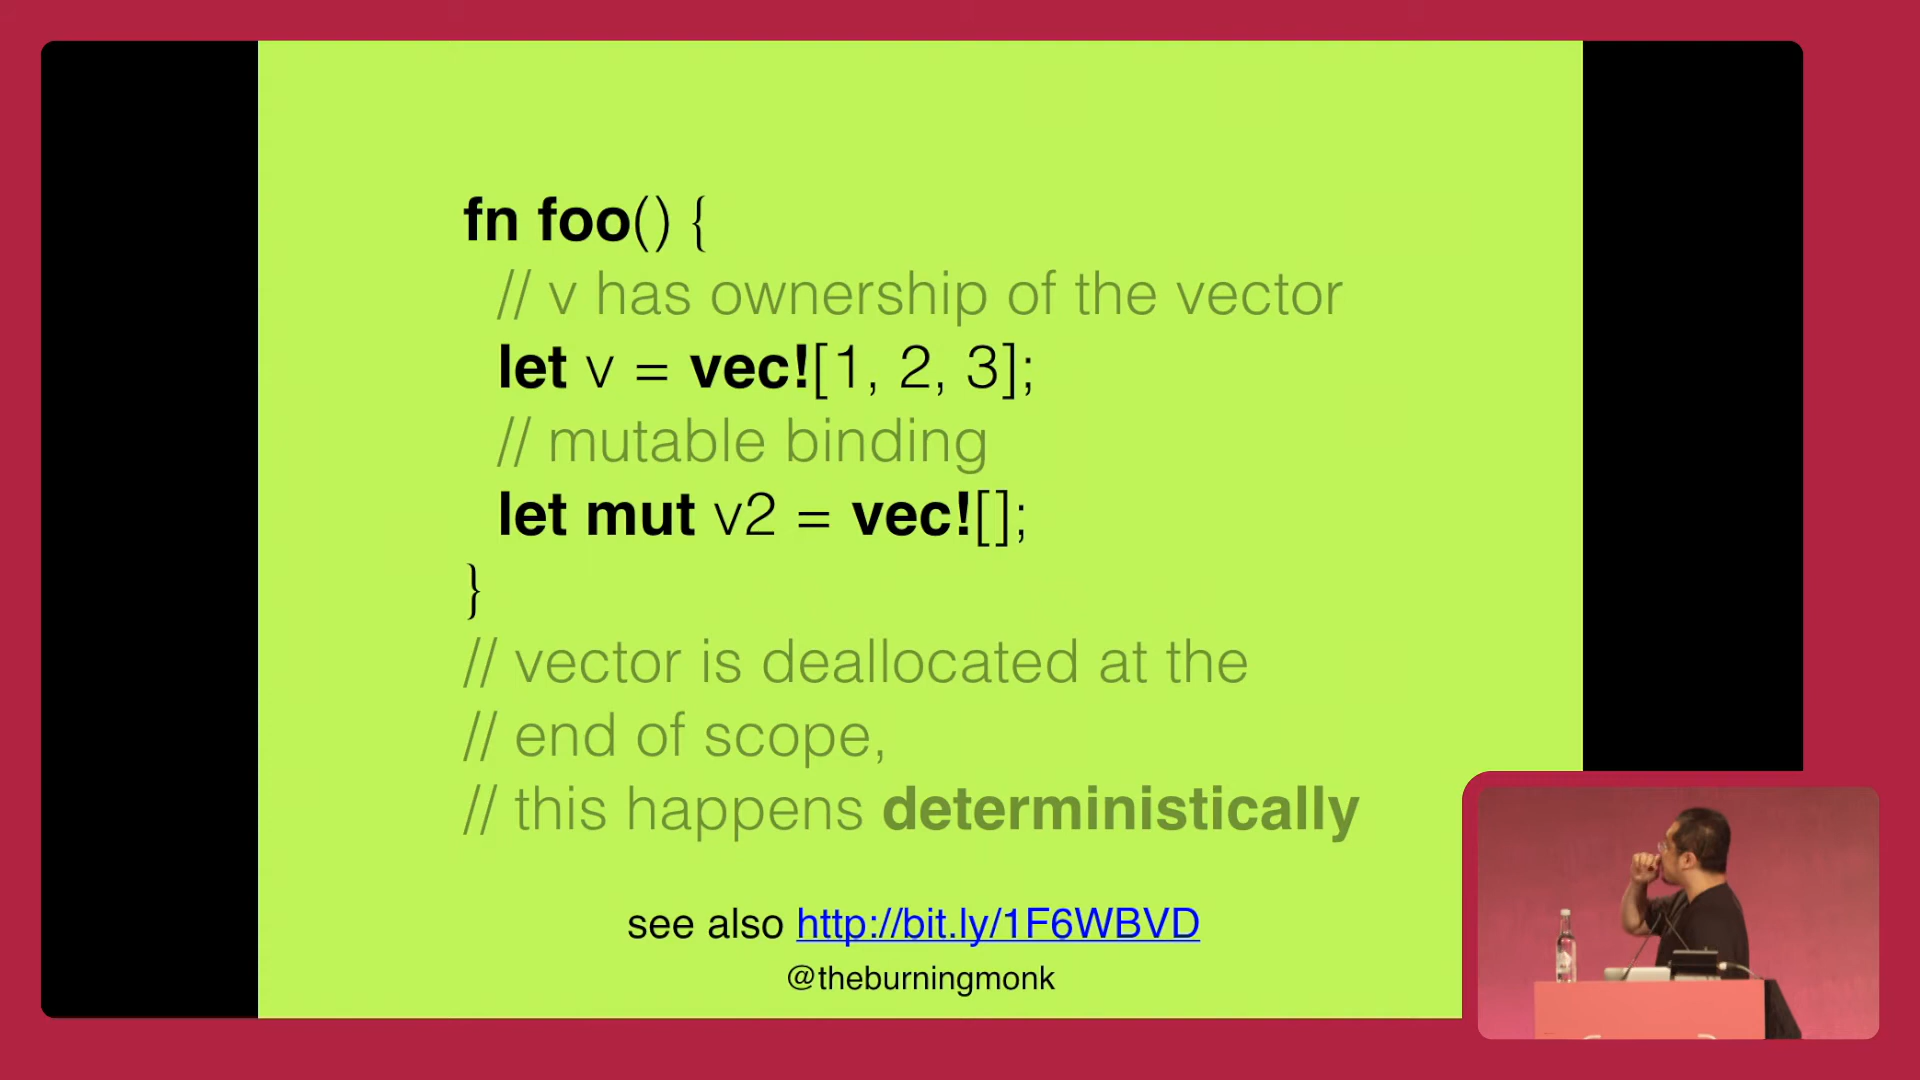 fn foo() {
// v has ownership of the vector
let v = vec![1, 2, 3];
// mutable binding
let mut v2 = vec![];
}
// vector is deallocated at the
// end of scope,
// this happens deterministically
see also http://bit.ly/1F6WBVD
@theburningmonk